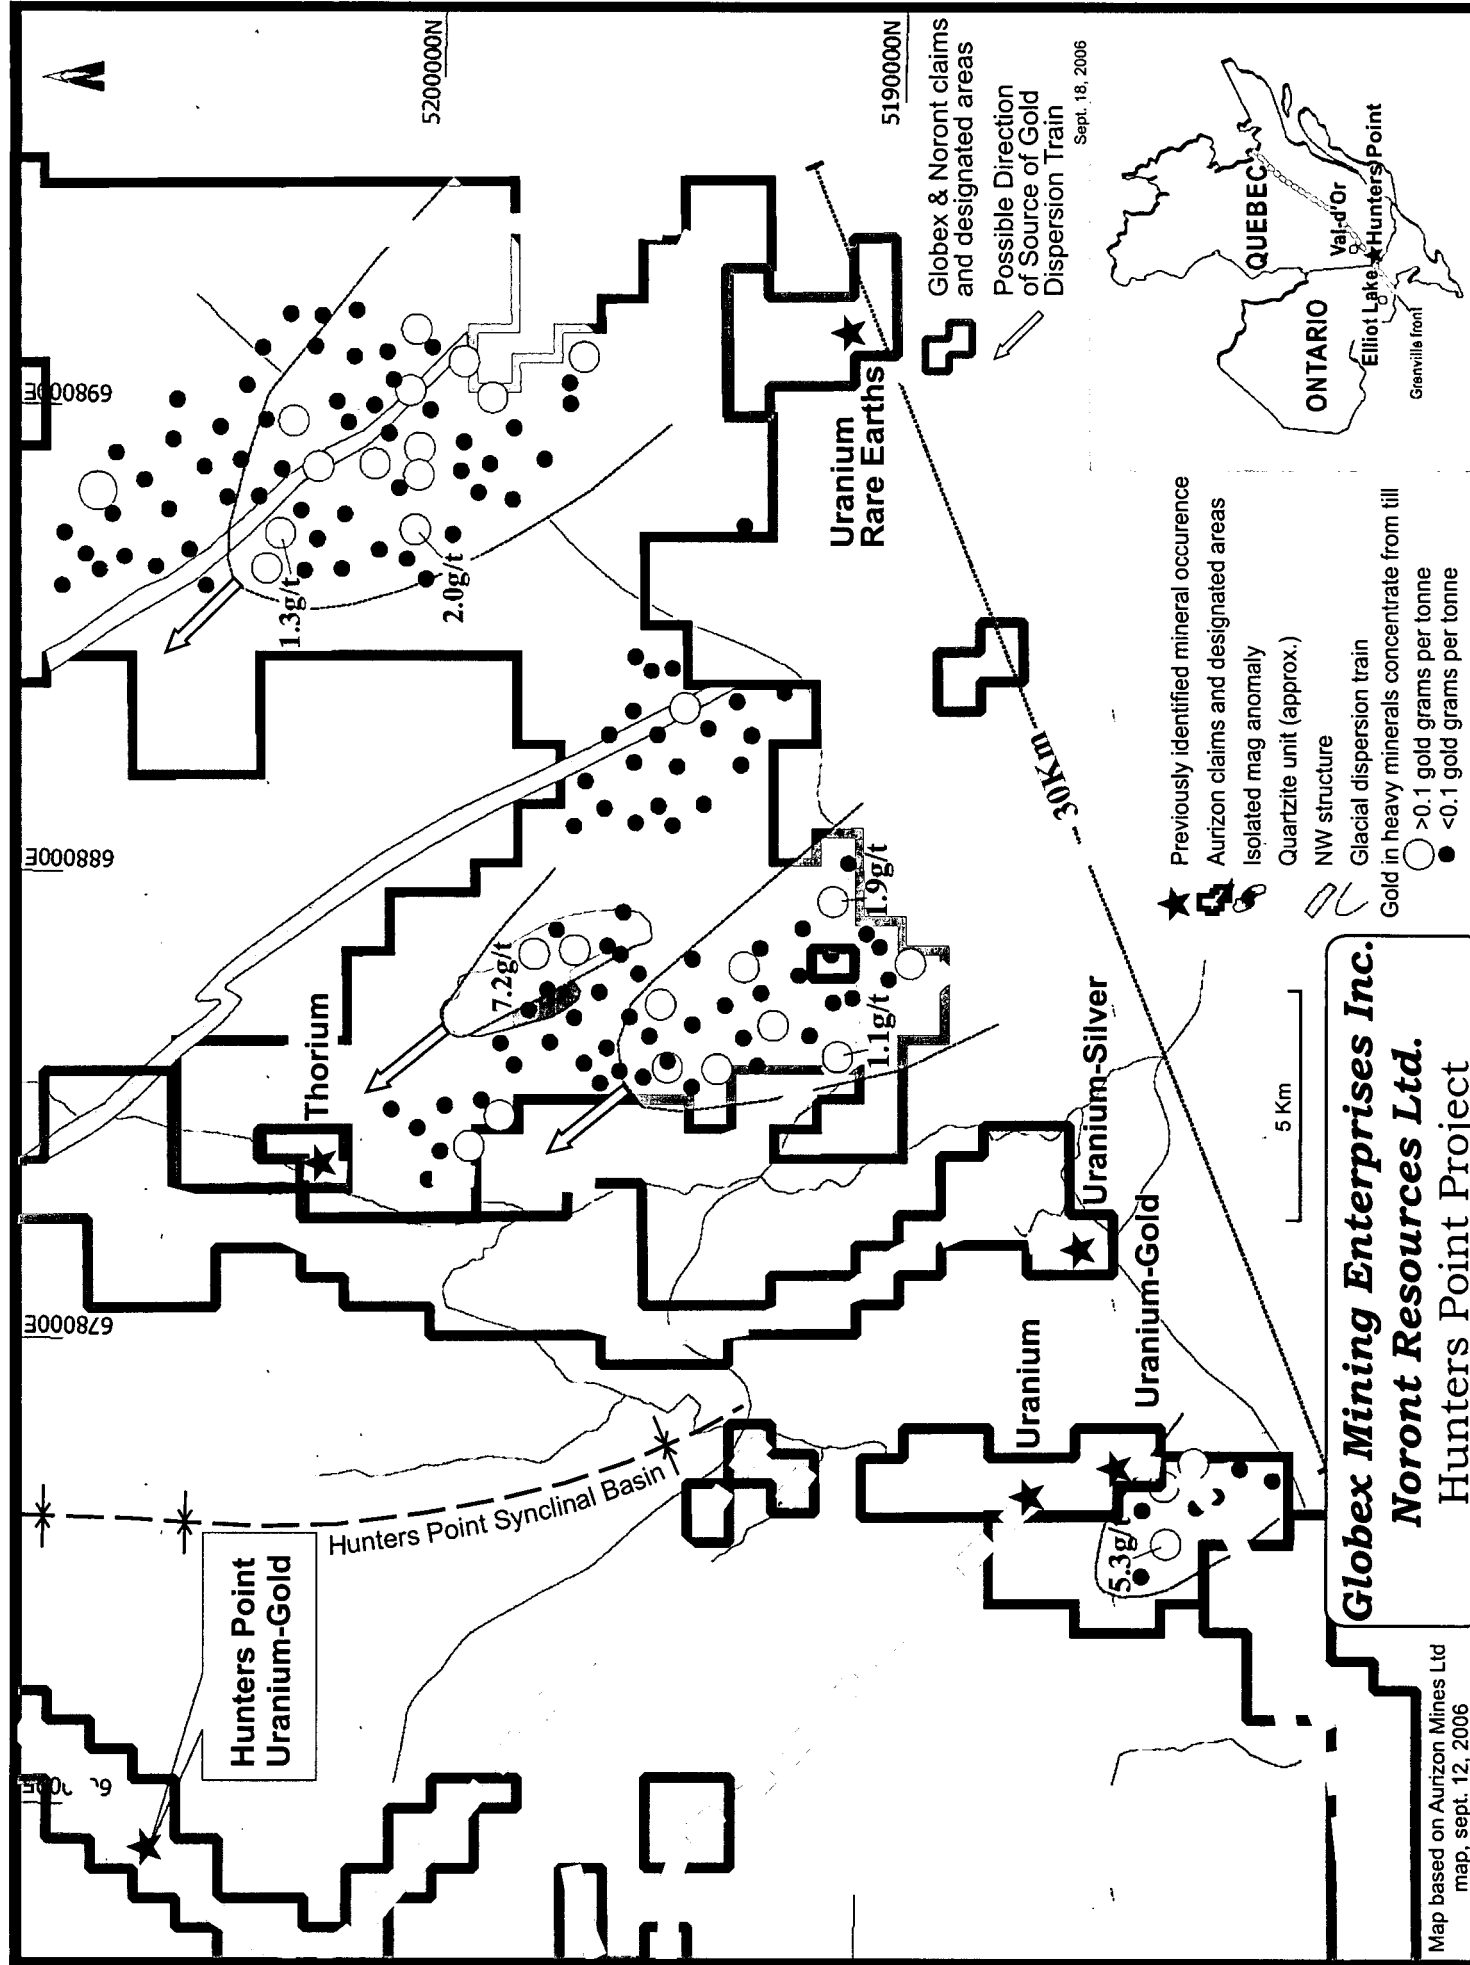 5200000N
5190000N
698000E
688000E
678000E
Hunters Point
Uranium-Gold
Hunters Point Synclinal Basin
Thorium
1.3g/t
2.0g/t
7.2g/t
1.9g/t
1.1g/t
5.3g/t
Uranium
Rare Earths
Uranium-Silver
Uranium-Gold
Uranium
30Km
5 Km
Globex & Noront claims
and designated areas
Possible Direction
of Source of Gold
Dispersion Train
Sept. 18, 2006
Previously identified mineral occurence
Aurizon claims and designated areas
Isolated mag anomaly
Quartzite unit (approx.)
NW structure
Glacial dispersion train
Gold in heavy minerals concentrate from till
>0.1 gold grams per tonne
<0.1 gold grams per tonne
QUEBEC
ONTARIO
Val-d'Or
Elliot Lake
Hunters Point
Grenville front
Globex Mining Enterprises Inc.
Noront Resources Ltd.
Hunters Point Project
Map based on Aurizon Mines Ltd
map, sept. 12, 2006